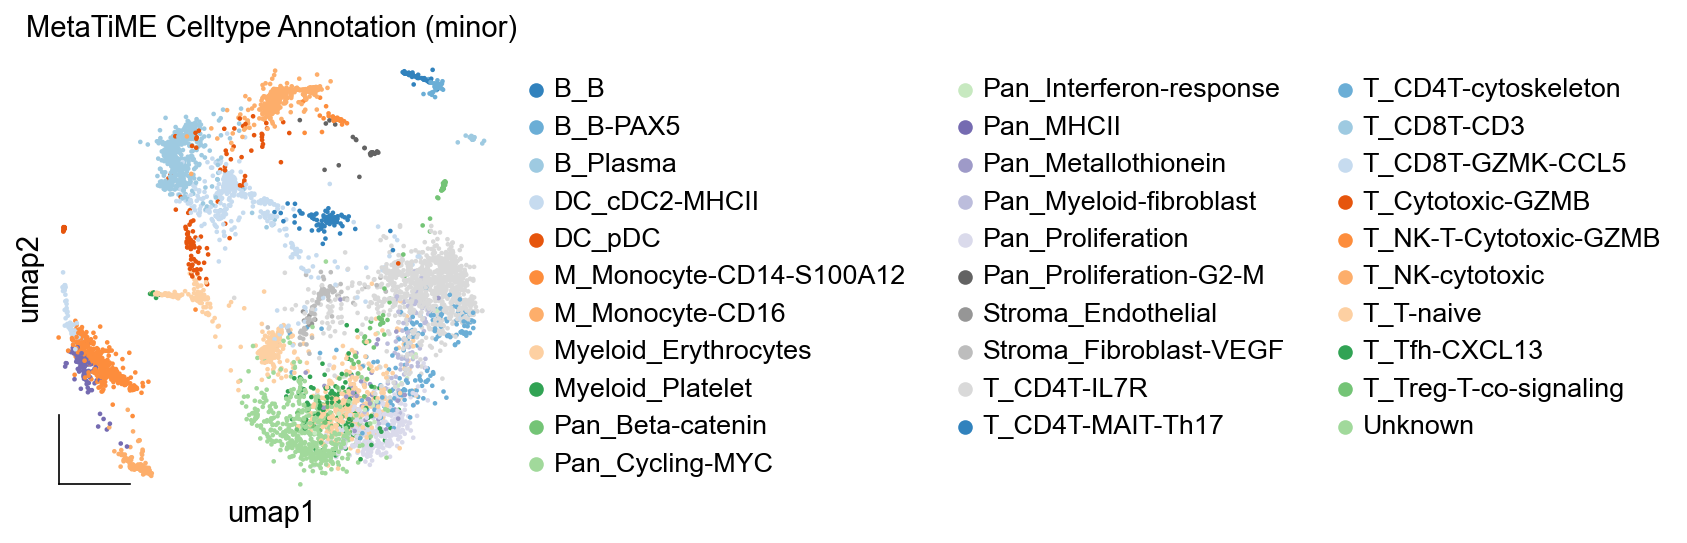 MetaTiME Celltype Annotation (minor)
umap2
umap1
B_B
B_B-PAX5
B_Plasma
DC_cDC2-MHCII
DC_pDC
M_Monocyte-CD14-S100A12
M_Monocyte-CD16
Myeloid_Erythrocytes
Myeloid_Platelet
Pan_Beta-catenin
Pan_Cycling-MYC
Pan_Interferon-response
Pan_MHCII
Pan_Metallothionein
Pan_Myeloid-fibroblast
Pan_Proliferation
Pan_Proliferation-G2-M
Stroma_Endothelial
Stroma_Fibroblast-VEGF
T_CD4T-IL7R
T_CD4T-MAIT-Th17
T_CD4T-cytoskeleton
T_CD8T-CD3
T_CD8T-GZMK-CCL5
T_Cytotoxic-GZMB
T_NK-T-Cytotoxic-GZMB
T_NK-cytotoxic
T_T-naive
T_Tfh-CXCL13
T_Treg-T-co-signaling
Unknown